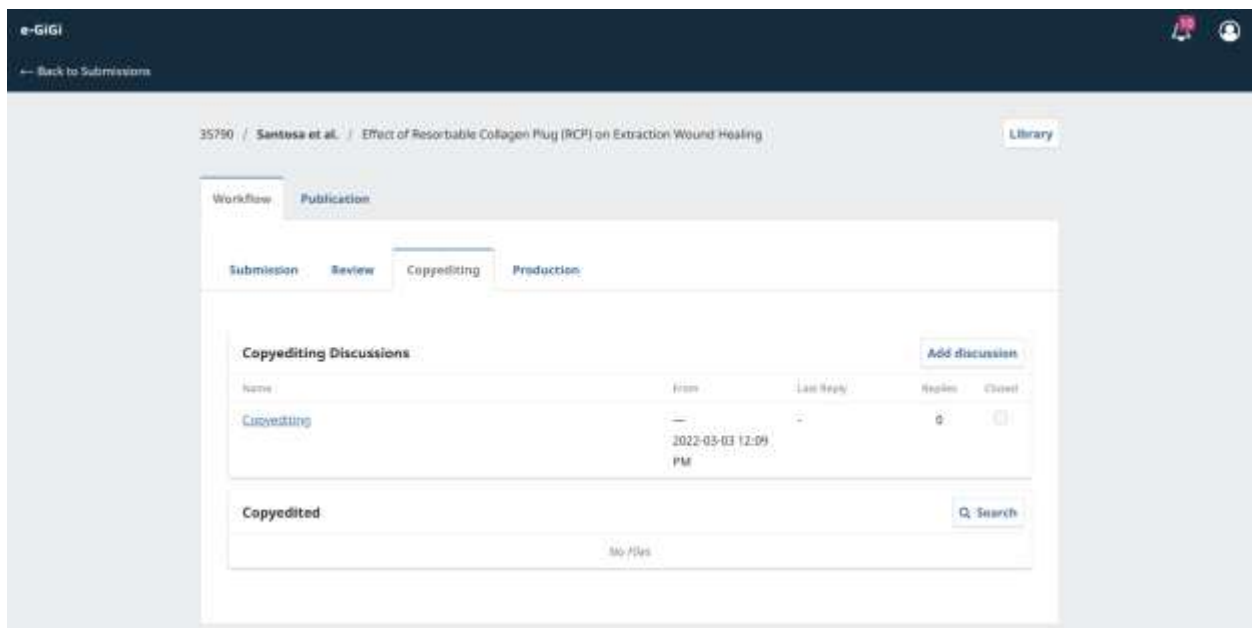 e-GiGi
10
← Back to Submissions
35790 / Santosa et al. / Effect of Resorbable Collagen Plug (RCP) on Extraction Wound Healing
Library
Workflow Publication
Submission Review Copyediting Production
Copyediting Discussions Add discussion
Name From Last Reply Replies Closed
Copyediting — - 0
2022-03-03 12:09
PM
Copyedited Search
No Files